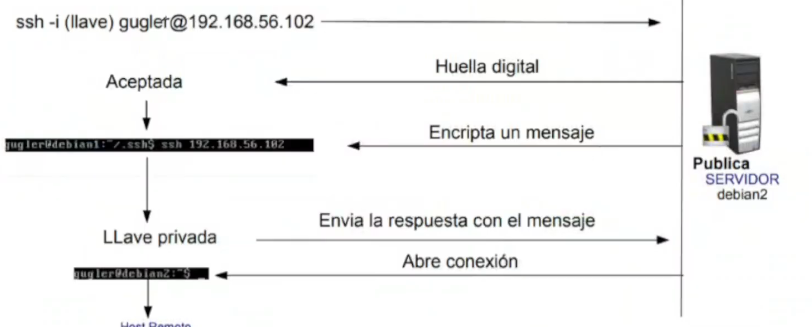 ssh -i (llave) gugler@192.168.56.102
Huella digital
Aceptada
Encripta un mensaje
gugler@debian1:~/.ssh$ ssh 192.168.56.102
Publica
SERVIDOR
debian2
Envia la respuesta con el mensaje
LLave privada
Abre conexión
gugler@debian2:~$ _
Host Remoto